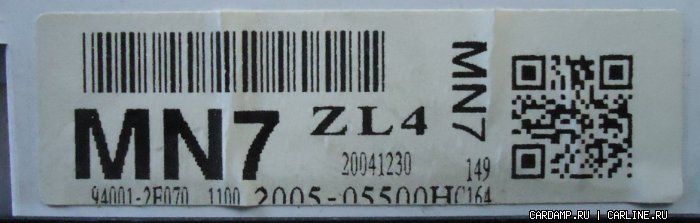 MN7
ZL4
MN7
20041230
149
94001-2F070 1100 2005-05500HC164
CARDAMP.RU | CARLINE.RU